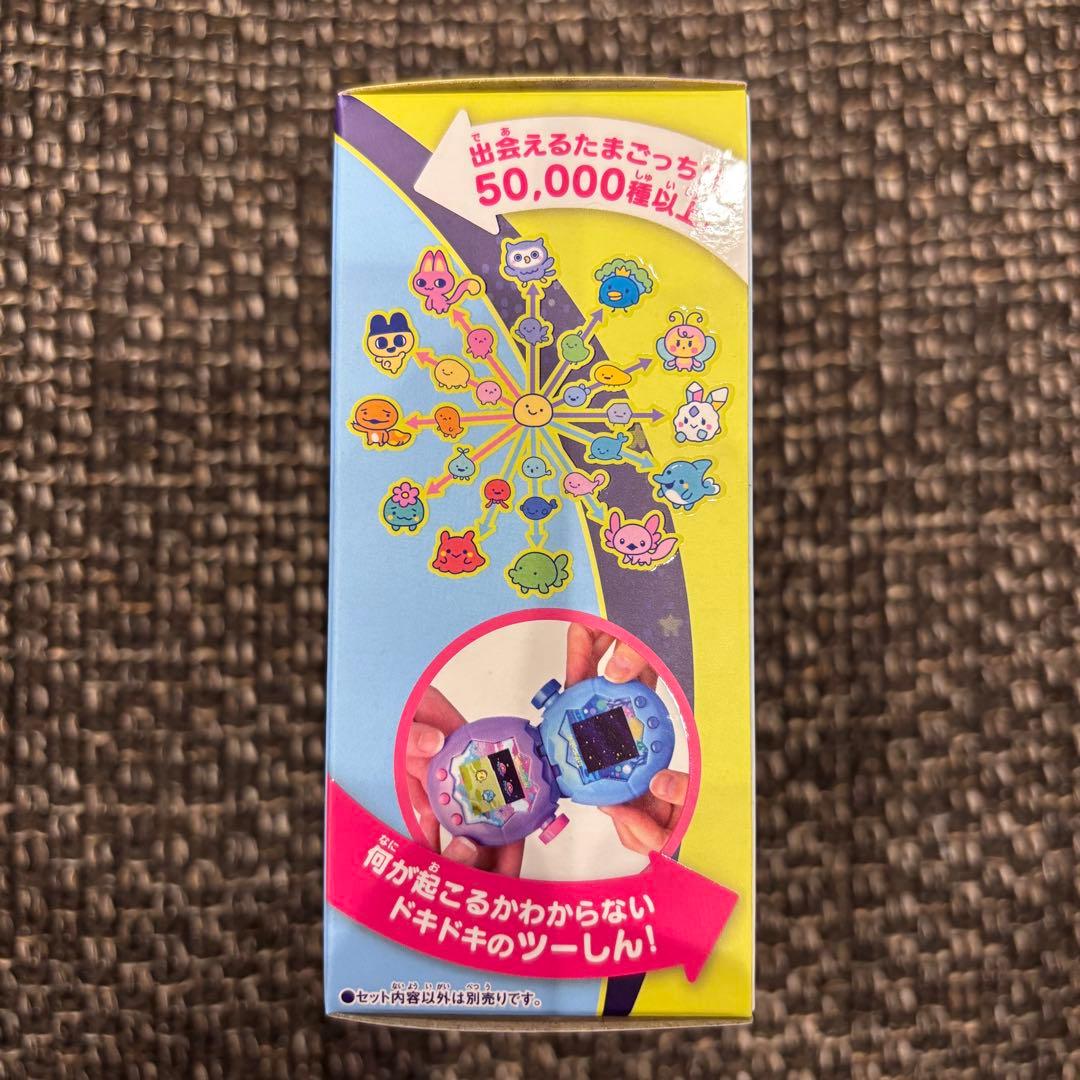 出会えるたまごっち
50,000種以上
何が起こるかわからない
ドキドキのツーしん!
●セット内容以外は別売りです。